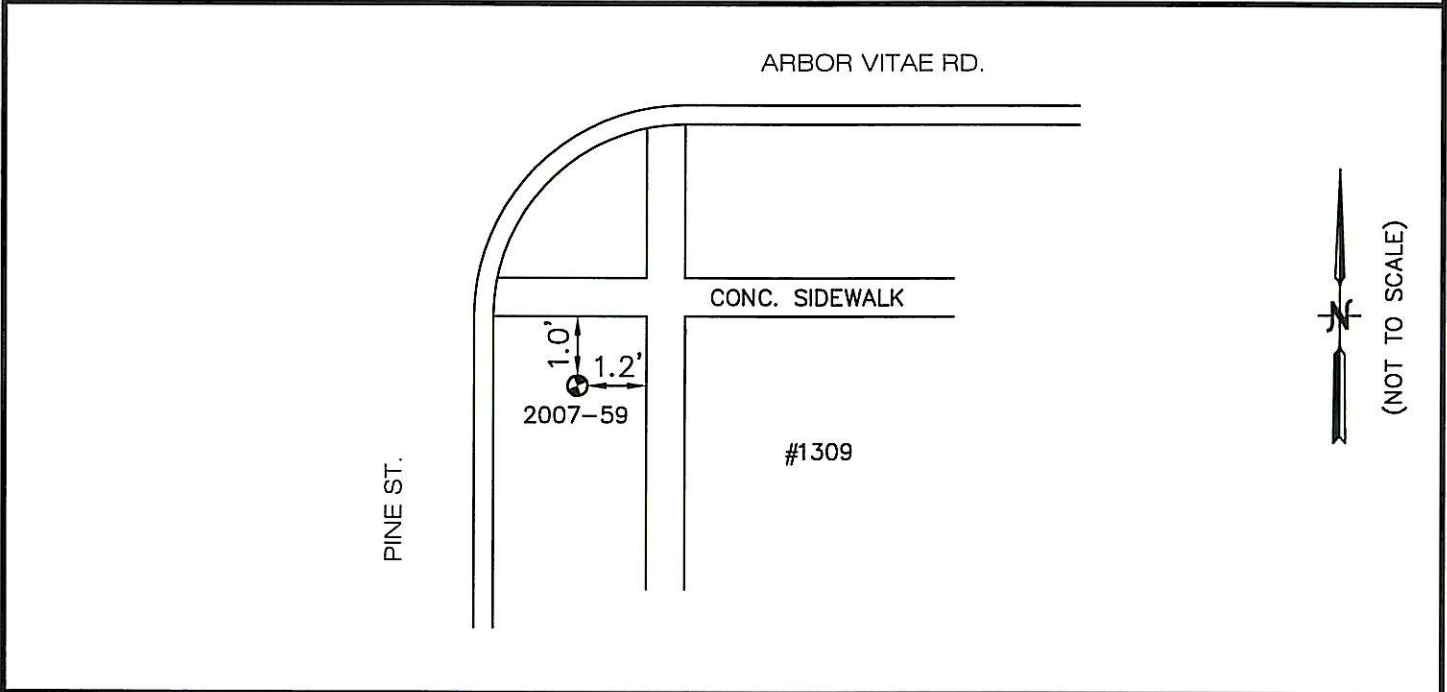 ARBOR VITAE RD.
CONC. SIDEWALK
1.0'
1.2'
2007-59
#1309
PINE ST.
N
(NOT TO SCALE)